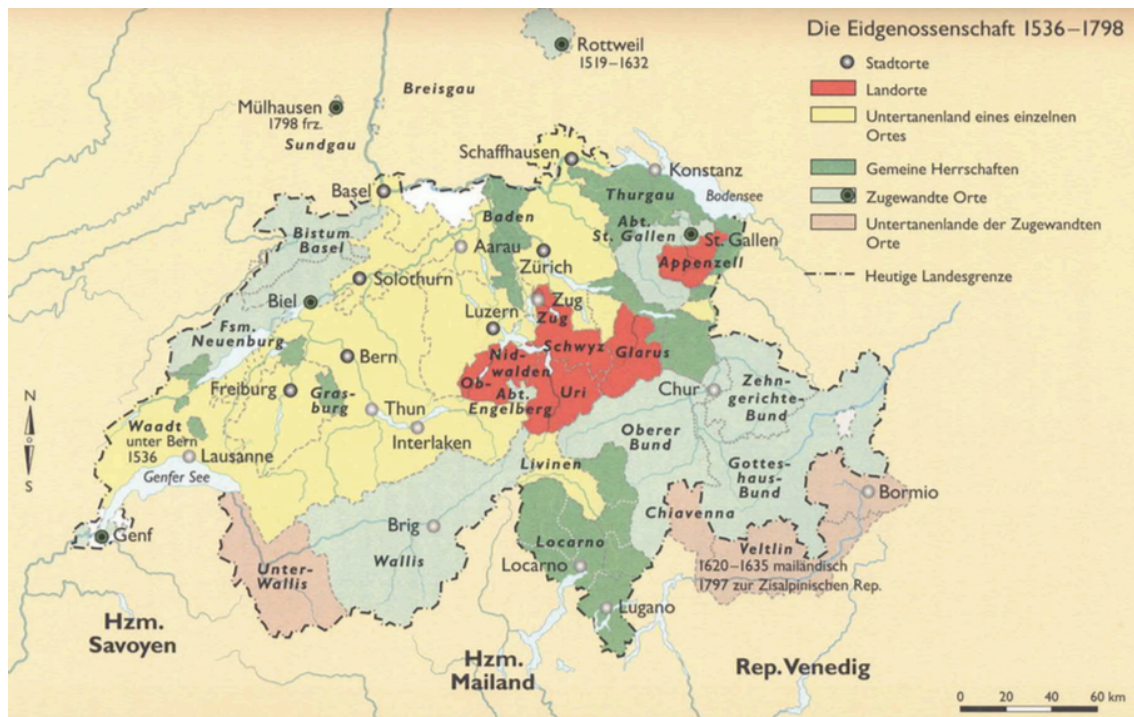 Die Eidgenossenschaft 1536–1798
Stadtorte
Landorte
Untertanenland eines einzelnen
Ortes
Gemeine Herrschaften
Zugewandte Orte
Untertanenlande der Zugewandten
Orte
Heutige Landesgrenze
Rottweil
1519–1632
Breisgau
Mülhausen
1798 frz.
Sundgau
Schaffhausen
Konstanz
Basel
Thurgau
Bodensee
Baden
Abt.
St. Gallen
St. Gallen
Bistum
Basel
Aarau
Zürich
Appenzell
Solothurn
Biel
Zug
Zug
Luzern
Fsm.
Neuenburg
Schwyz
Glarus
Nid-
walden
Bern
Ob-
Abt.
Engelberg
Uri
Freiburg
Gras-
burg
Chur
Zehn-
gerichte-
Bund
Thun
Interlaken
Oberer
Bund
N
S
Waadt
unter Bern
1536
Lausanne
Genfer See
Livinen
Gottes-
haus-
Bund
Bormio
Chiavenna
Genf
Brig
Wallis
Locarno
Locarno
Veltlin
1620–1635 mailändisch
1797 zur Zisalpinischen Rep.
Unter-
Wallis
Lugano
Hzm.
Savoyen
Hzm.
Mailand
Rep. Venedig
0 20 40 60 km